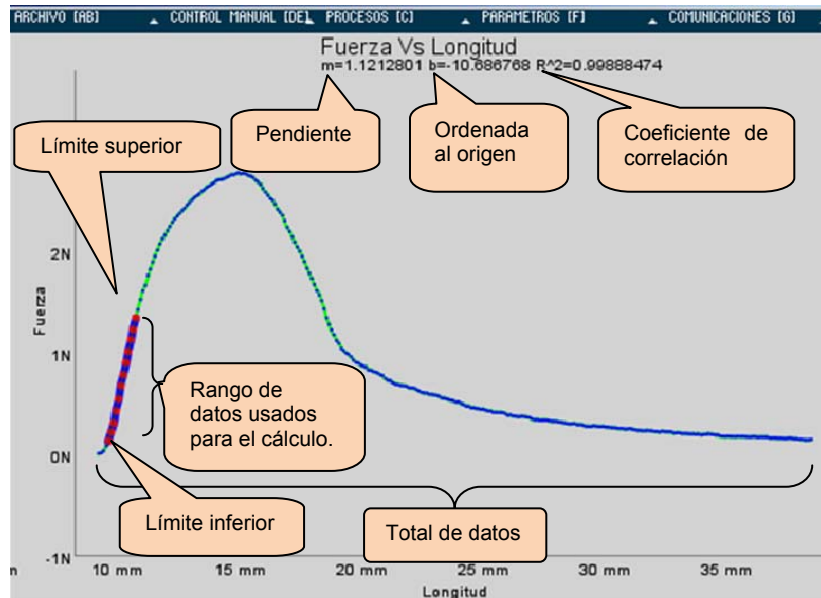 ARCHIVO [AB] CONTROL MANUAL [DE] PROCESOS [C] PARAMETROS [F] COMUNICACIONES [G]
Fuerza Vs Longitud
m=1.1212801 b=-10.686768 R^2=0.99888474
Límite superior
Pendiente
Ordenada
al origen
Coeficiente de
correlación
2N
Fuerza
1N
Rango de
datos usados
para el cálculo.
0N
Límite inferior
Total de datos
-1N
10 mm 15 mm 20 mm 25 mm 30 mm 35 mm
Longitud